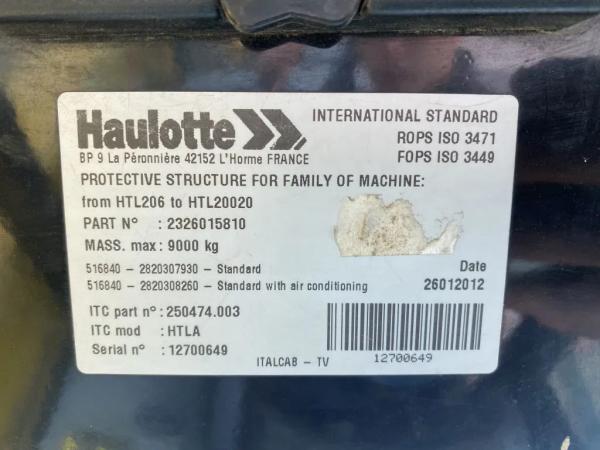 Haulotte
INTERNATIONAL STANDARD
ROPS ISO 3471
BP 9 La Péronnière 42152 L'Horme FRANCE
FOPS ISO 3449
PROTECTIVE STRUCTURE FOR FAMILY OF MACHINE:
from HTL206 to HTL20020
PART N° : 2326015810
MASS. max : 9000 kg
516840 - 2820307930 - Standard
Date
516840 - 2820308260 - Standard with air conditioning
26012012
ITC part n° : 250474.003
ITC mod : HTLA
Serial n° : 12700649
ITALCAB - TV
12700649